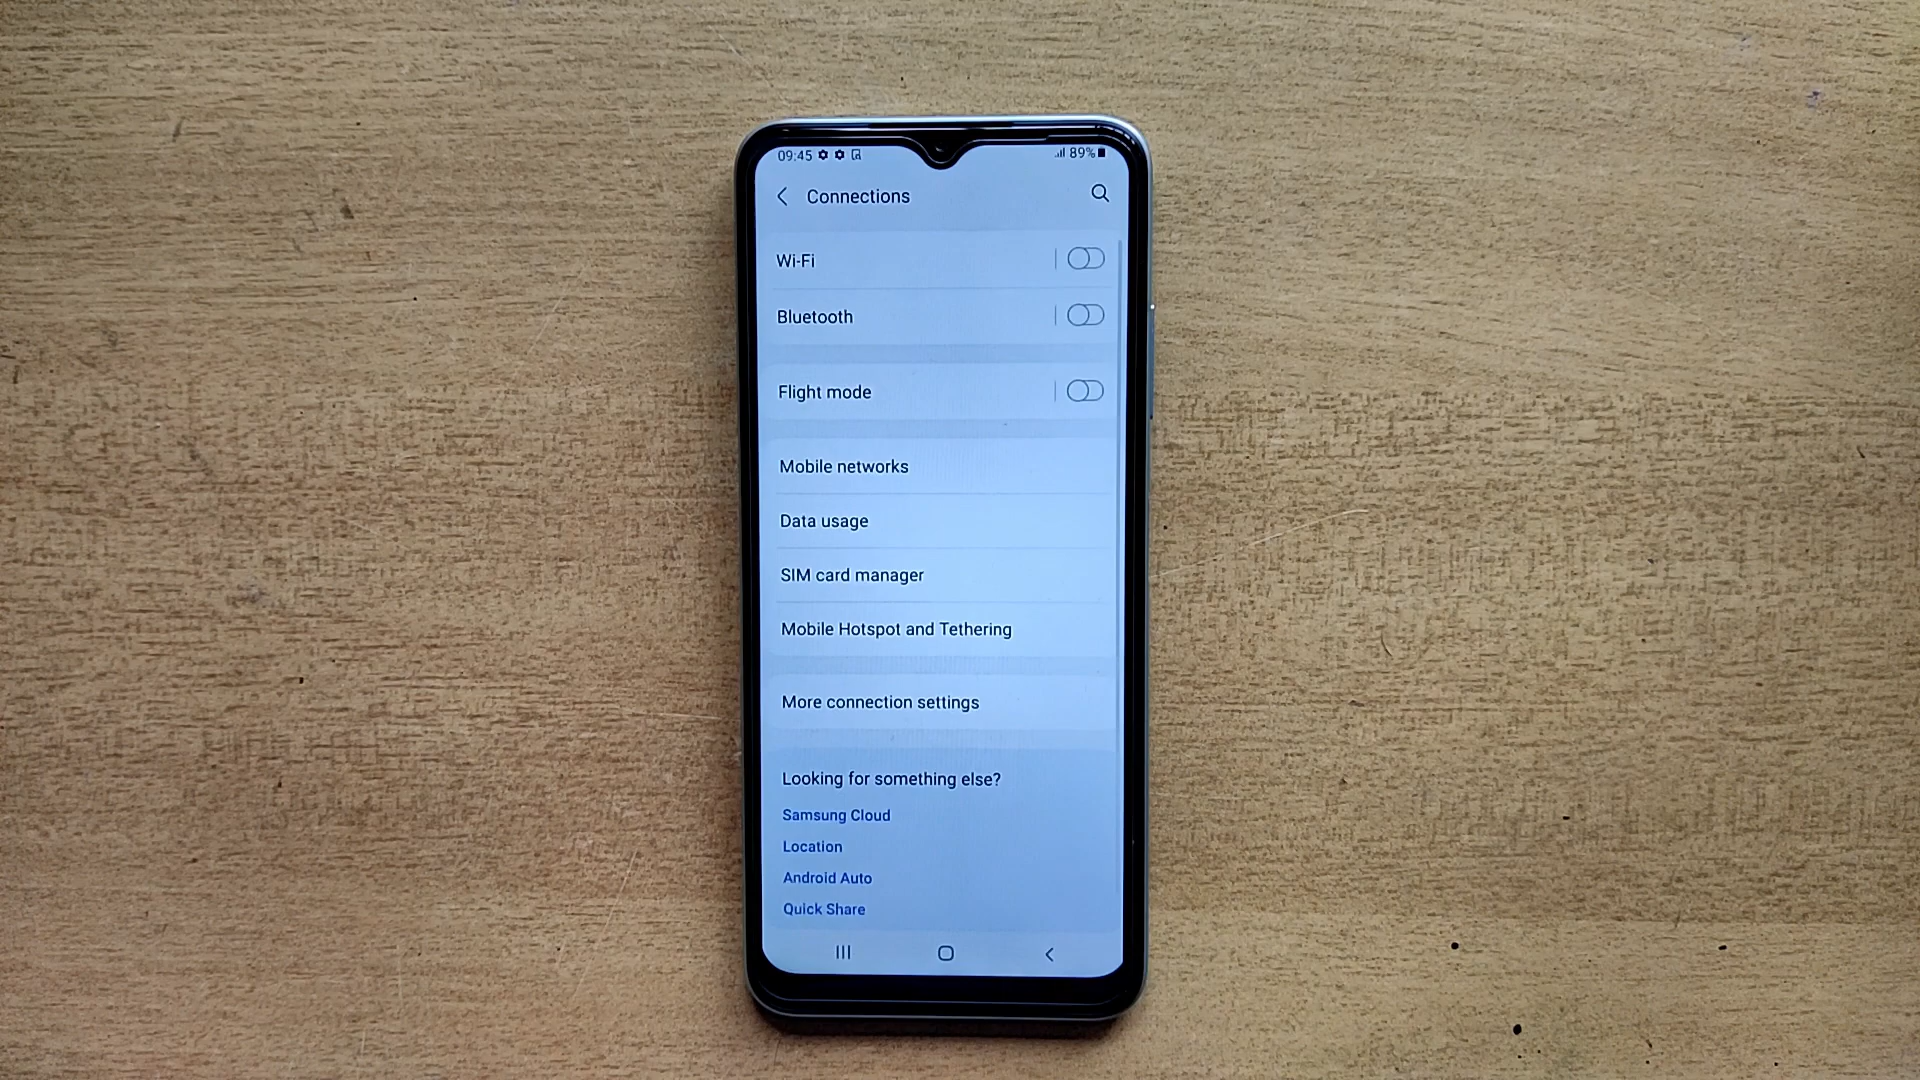 09:45 89%
Connections
Wi-Fi
Bluetooth
Flight mode
Mobile networks
Data usage
SIM card manager
Mobile Hotspot and Tethering
More connection settings
Looking for something else?
Samsung Cloud
Location
Android Auto
Quick Share